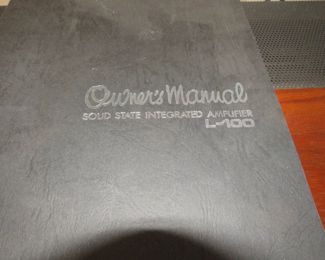 Owner's Manual
SOLID STATE INTEGRATED AMPLIFIER
L-100